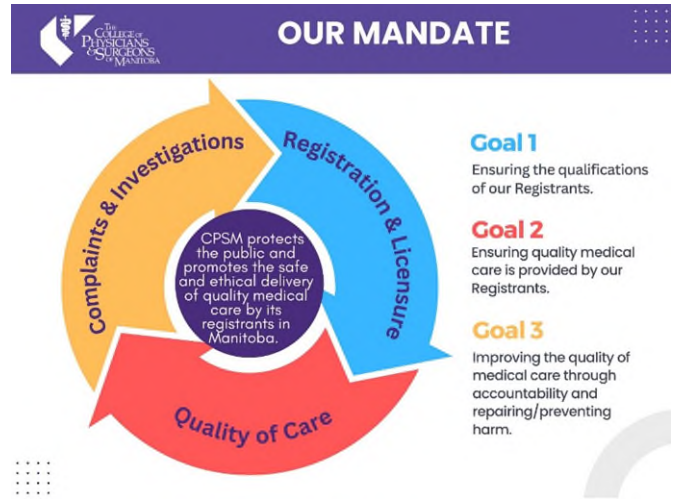 THE
COLLEGE OF
PHYSICIANS
&SURGEONS
OF MANITOBA
OUR MANDATE
Complaints & Investigations
Registration & Licensure
Quality of Care
CPSM protects
the public and
promotes the safe
and ethical delivery
of quality medical
care by its
registrants in
Manitoba.
Goal 1
Ensuring the qualifications
of our Registrants.
Goal 2
Ensuring quality medical
care is provided by our
Registrants.
Goal 3
Improving the quality of
medical care through
accountability and
repairing/preventing
harm.